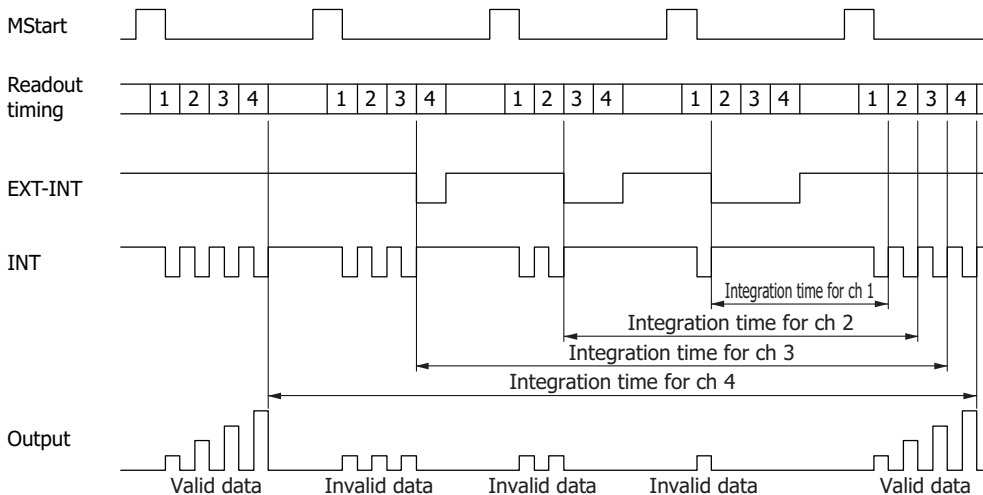 MStart
Readout
timing
1 2 3 4 1 2 3 4 1 2 3 4 1 2 3 4 1 2 3 4
EXT-INT
INT
Integration time for ch 1
Integration time for ch 2
Integration time for ch 3
Integration time for ch 4
Output
Valid data Invalid data Invalid data Invalid data Valid data